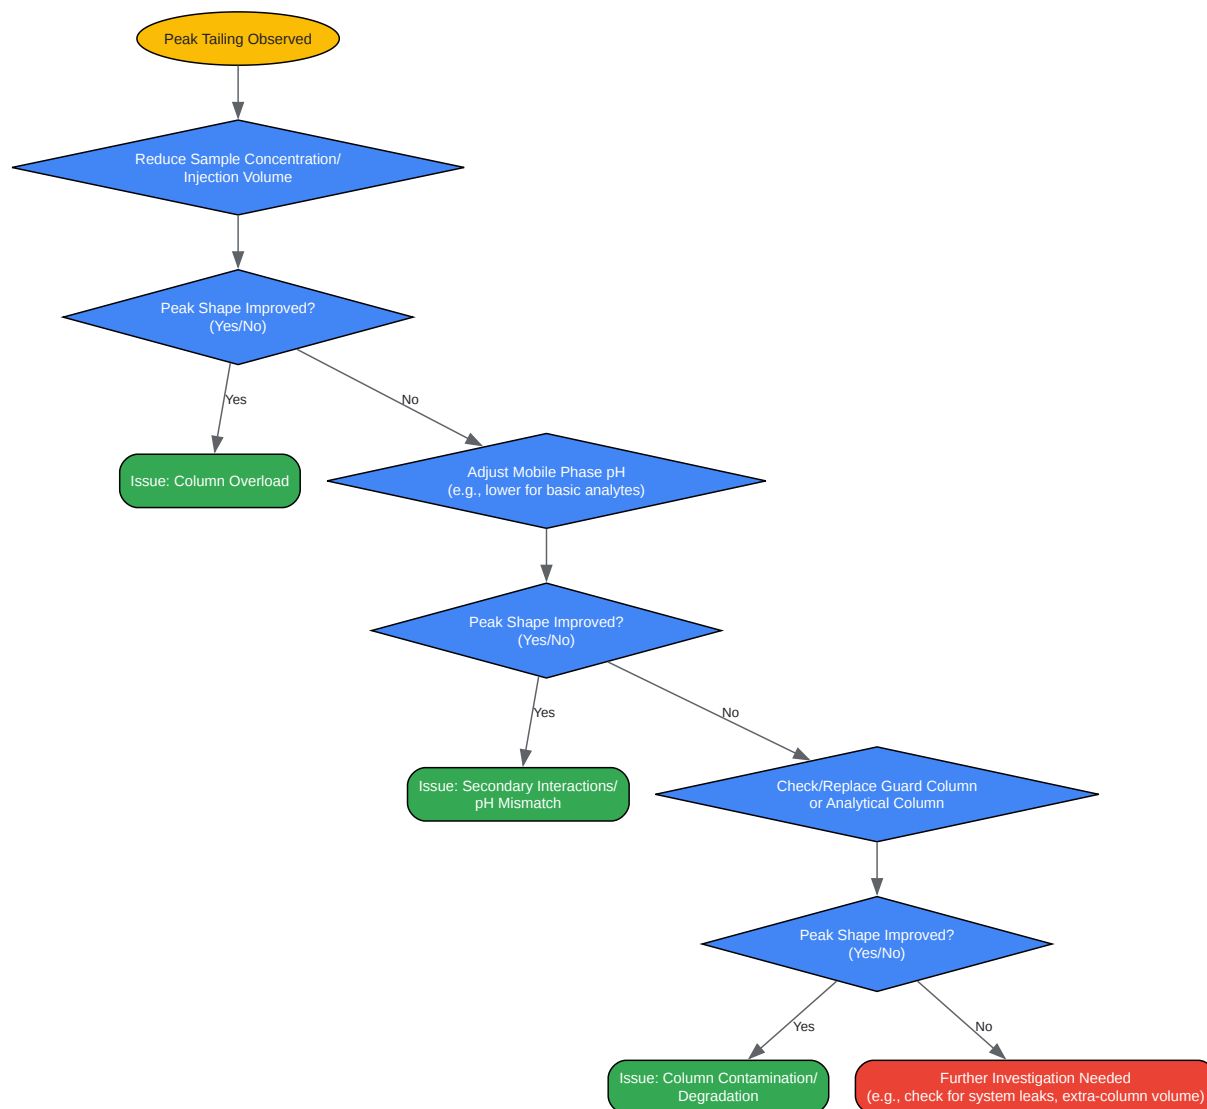 Peak Tailing Observed
Reduce Sample Concentration/
Injection Volume
Peak Shape Improved?
(Yes/No)
Yes
No
Issue: Column Overload
Adjust Mobile Phase pH
(e.g., lower for basic analytes)
Peak Shape Improved?
(Yes/No)
Yes
No
Issue: Secondary Interactions/
pH Mismatch
Check/Replace Guard Column
or Analytical Column
Peak Shape Improved?
(Yes/No)
Yes
No
Issue: Column Contamination/
Degradation
Further Investigation Needed
(e.g., check for system leaks, extra-column volume)